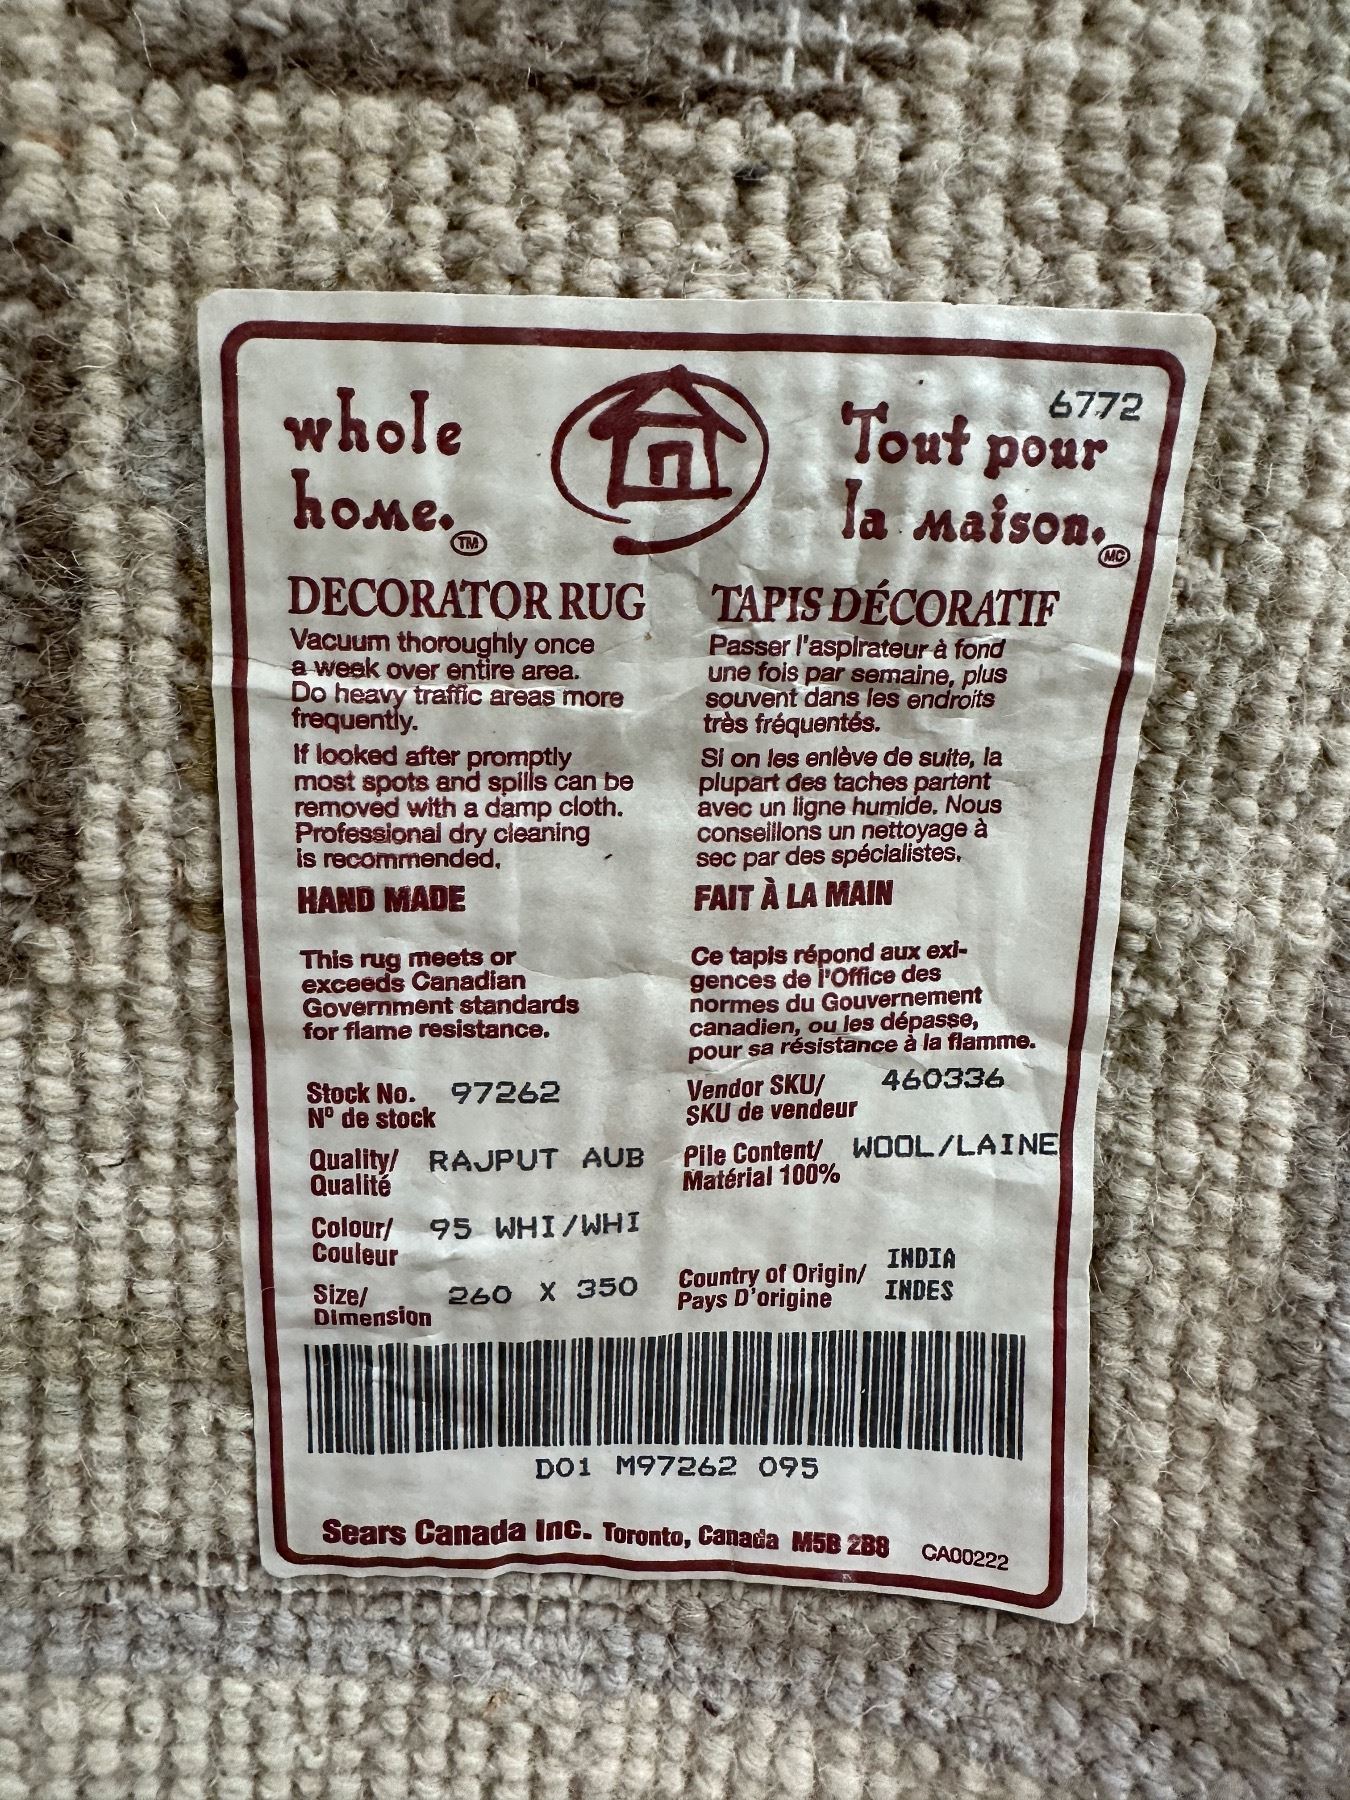 whole
home.
TM
6772
Tout pour
la maison.
MC
DECORATOR RUG
Vacuum thoroughly once
a week over entire area.
Do heavy traffic areas more
frequently.
If looked after promptly
most spots and spills can be
removed with a damp cloth.
Professional dry cleaning
is recommended.
HAND MADE
This rug meets or
exceeds Canadian
Government standards
for flame resistance.
TAPIS DÉCORATIF
Passer l'aspirateur à fond
une fois par semaine, plus
souvent dans les endroits
très fréquentés.
Si on les enlève de suite, la
plupart des taches partent
avec un ligne humide. Nous
conseillons un nettoyage à
sec par des spécialistes.
FAIT À LA MAIN
Ce tapis répond aux exi-
gences de l'Office des
normes du Gouvernement
canadien, ou les dépasse,
pour sa résistance à la flamme.
Stock No. 97262
Nº de stock
Vendor SKU/ 460336
SKU de vendeur
Quality/ RAJPUT AUB
Qualité
Pile Content/ WOOL/LAINE
Matérial 100%
Colour/ 95 WHI/WHI
Couleur
Size/ 260 X 350
Dimension
Country of Origin/ INDIA
Pays D'origine INDES
D01 M97262 095
Sears Canada Inc. Toronto, Canada M5B 2B8 CA00222